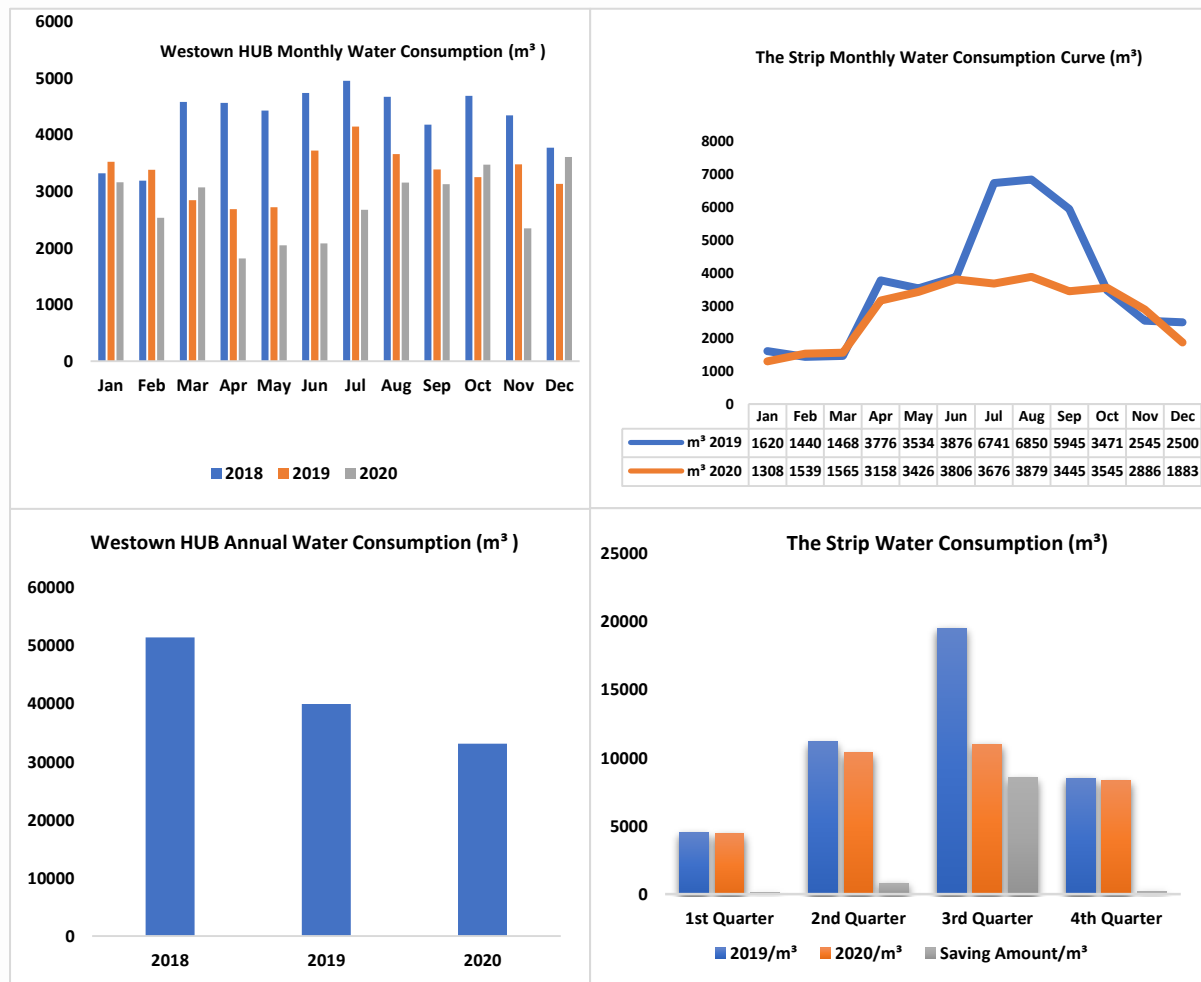 Westown HUB Monthly Water Consumption (m³ )
6000
5000
4000
3000
2000
1000
0
Jan Feb Mar Apr May Jun Jul Aug Sep Oct Nov Dec
2018 2019 2020
The Strip Monthly Water Consumption Curve (m³)
8000
7000
6000
5000
4000
3000
2000
1000
0
Jan Feb Mar Apr May Jun Jul Aug Sep Oct Nov Dec
m³ 2019 1620 1440 1468 3776 3534 3876 6741 6850 5945 3471 2545 2500
m³ 2020 1308 1539 1565 3158 3426 3806 3676 3879 3445 3545 2886 1883
Westown HUB Annual Water Consumption (m³ )
60000
50000
40000
30000
20000
10000
0
2018 2019 2020
The Strip Water Consumption (m³)
25000
20000
15000
10000
5000
0
1st Quarter 2nd Quarter 3rd Quarter 4th Quarter
2019/m³ 2020/m³ Saving Amount/m³